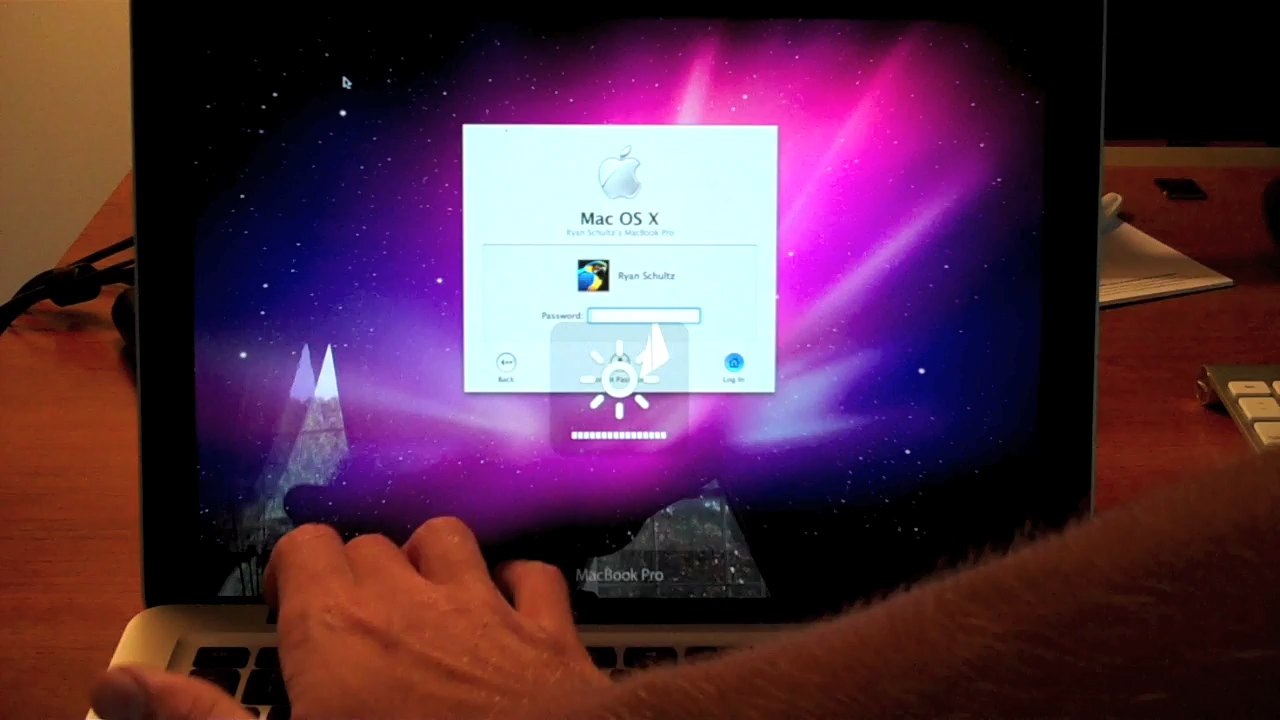 Mac OS X
Ryan Schultz's MacBook Pro
Ryan Schultz
Password:
Back
Log In
MacBook Pro